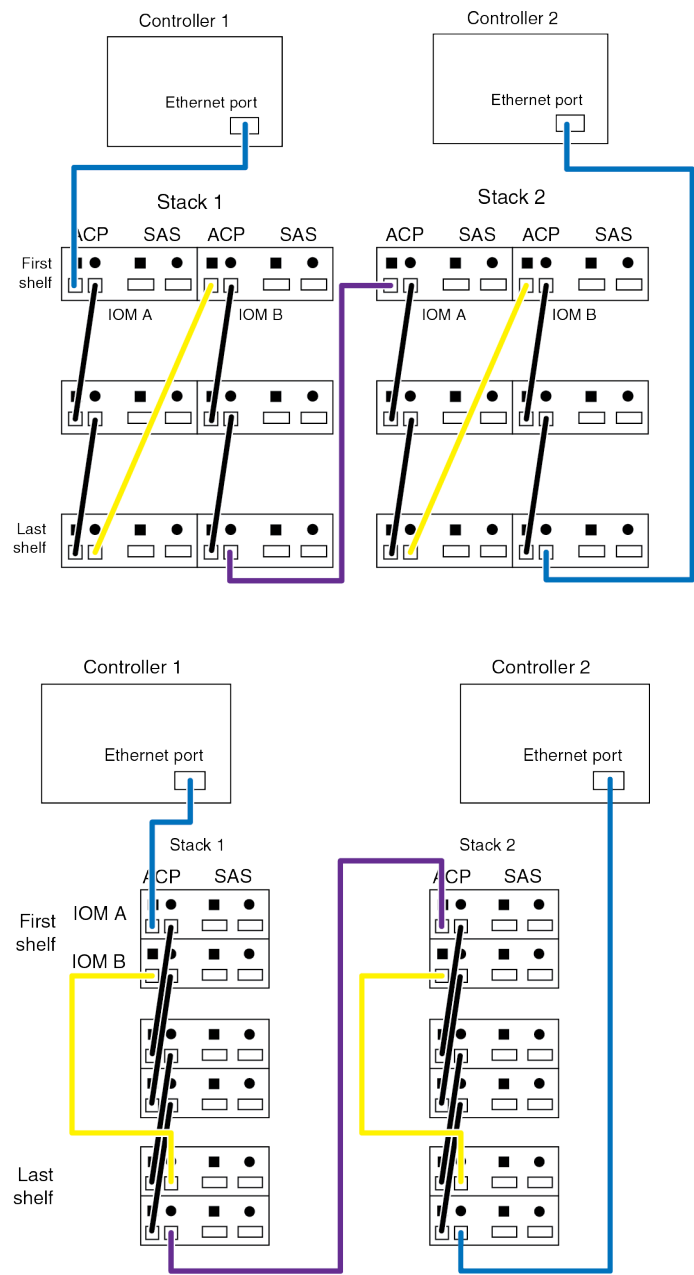 Controller 1
Controller 2
Ethernet port
Ethernet port
Stack 1
Stack 2
ACP SAS ACP SAS
ACP SAS ACP SAS
First
shelf
IOM A
IOM B
IOM A
IOM B
Last
shelf
Controller 1
Controller 2
Ethernet port
Ethernet port
Stack 1
Stack 2
ACP SAS
ACP SAS
First
shelf
IOM A
IOM B
Last
shelf